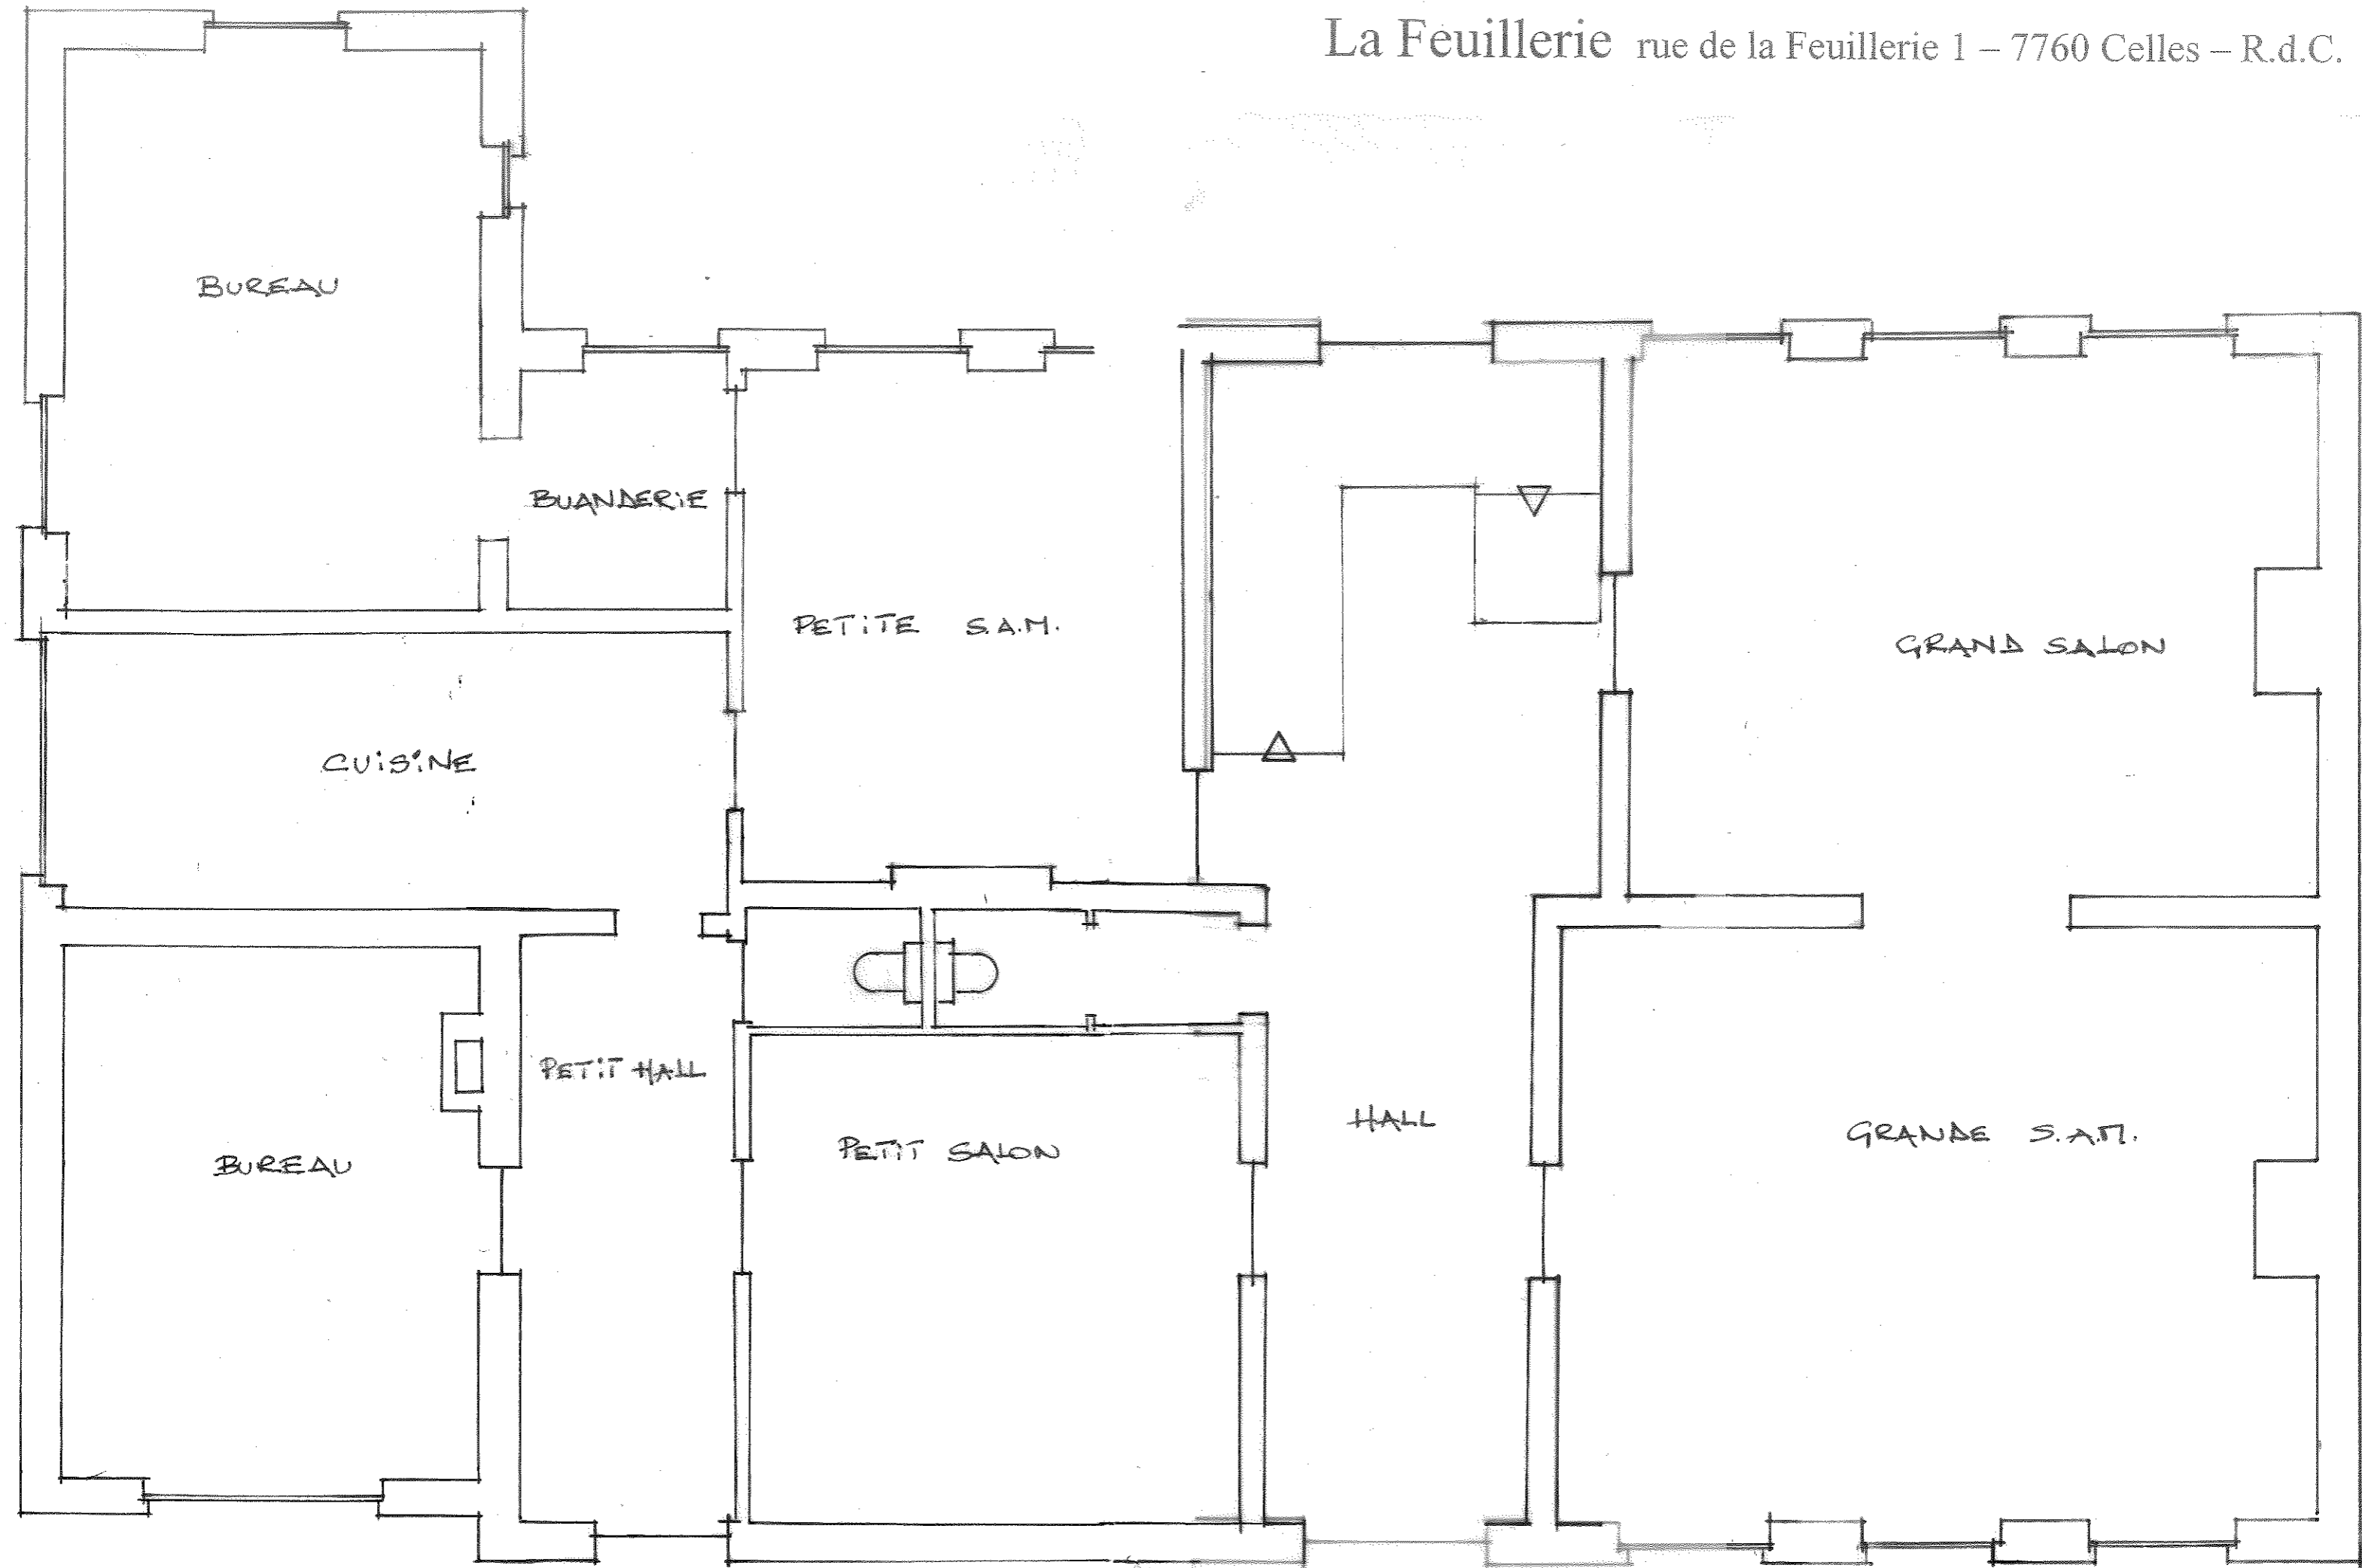 La Feuillerie rue de la Feuillerie 1 – 7760 Celles – R.d.C.
BUREAU
BUANDERIE
PETITE S.A.M.
GRAND SALON
CUISINE
PETIT HALL
HALL
GRANDE S.A.M.
PETIT SALON
BUREAU